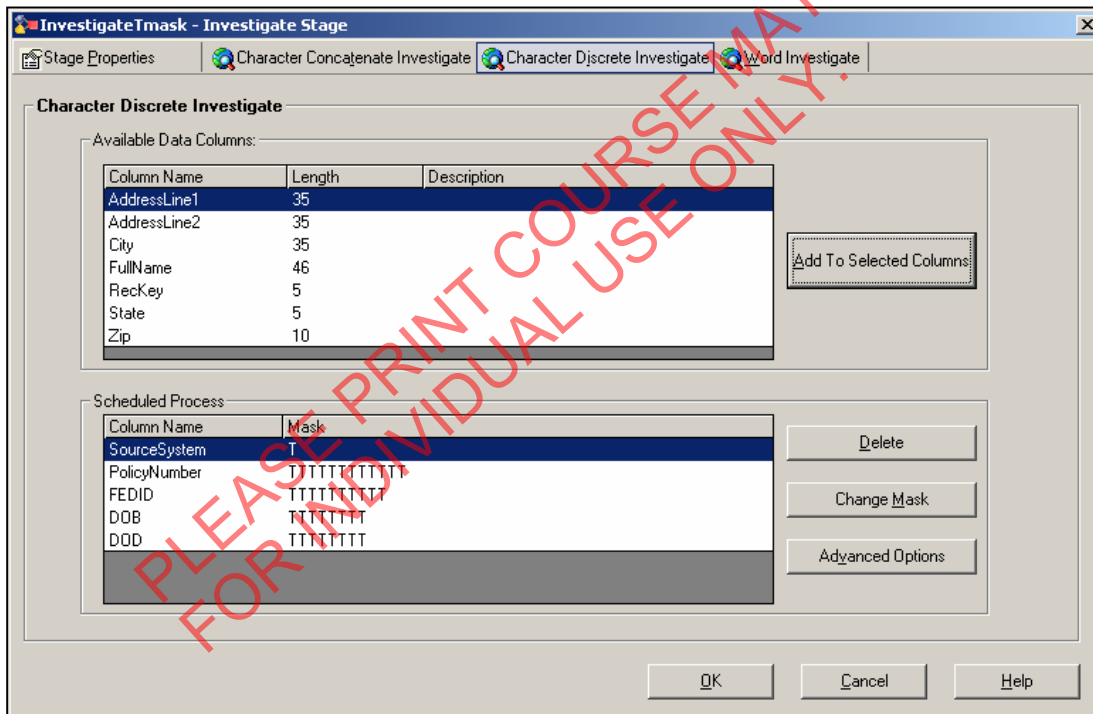 InvestigateTmask - Investigate Stage
Stage Properties Character Concatenate Investigate Character Discrete Investigate Word Investigate
Character Discrete Investigate
Available Data Columns:
Column Name Length Description
AddressLine1 35
AddressLine2 35
City 35
FullName 46
RecKey 5
State 5
Zip 10
Add To Selected Columns
Scheduled Process
Column Name Mask
SourceSystem T
PolicyNumber TTTTTTTTTTTT
FEDID TTTTTTTTTT
DOB TTTTTTTT
DOD TTTTTTTT
Delete
Change Mask
Advanced Options
OK Cancel Help
PLEASE PRINT COURSE
FOR INDIVIDUAL USE ONLY.